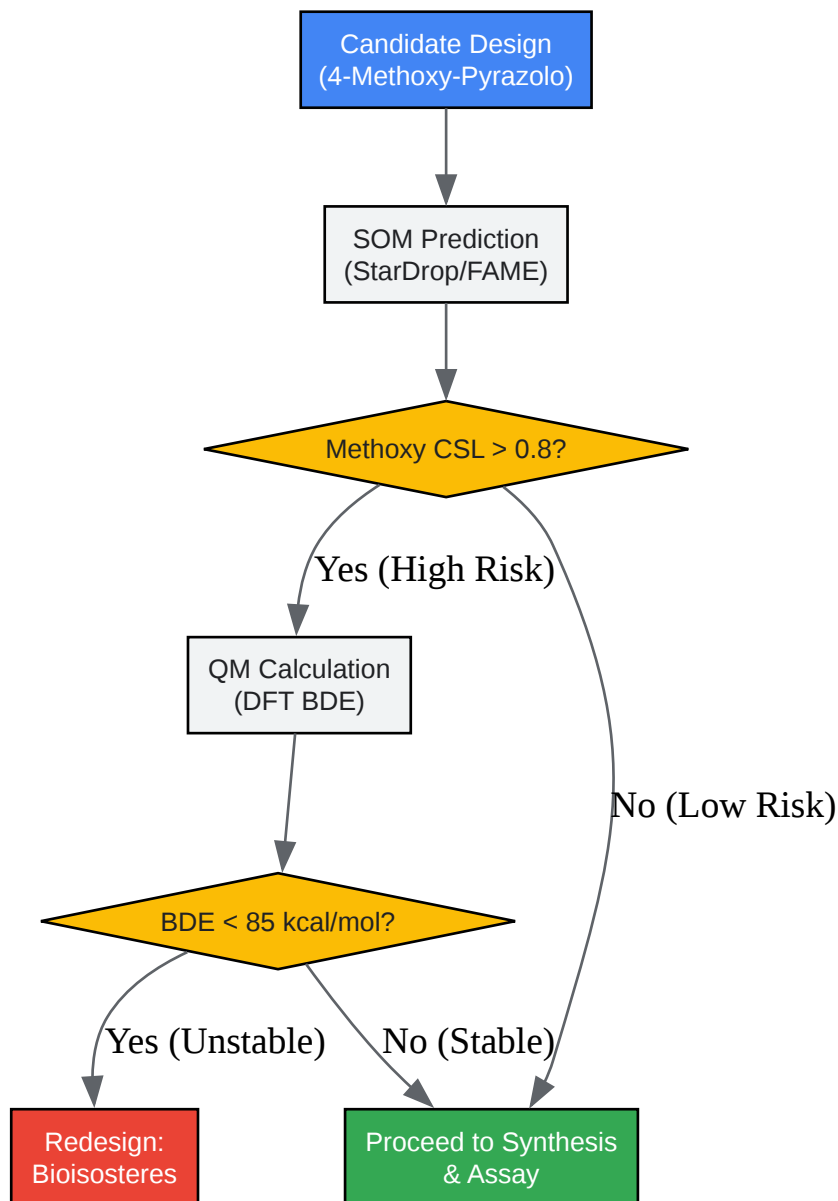 Candidate Design
(4-Methoxy-Pyrazolo)
SOM Prediction
(StarDrop/FAME)
Methoxy CSL > 0.8?
Yes (High Risk)
QM Calculation
(DFT BDE)
No (Low Risk)
BDE < 85 kcal/mol?
Yes (Unstable)
No (Stable)
Redesign:
Bioisosteres
Proceed to Synthesis
& Assay